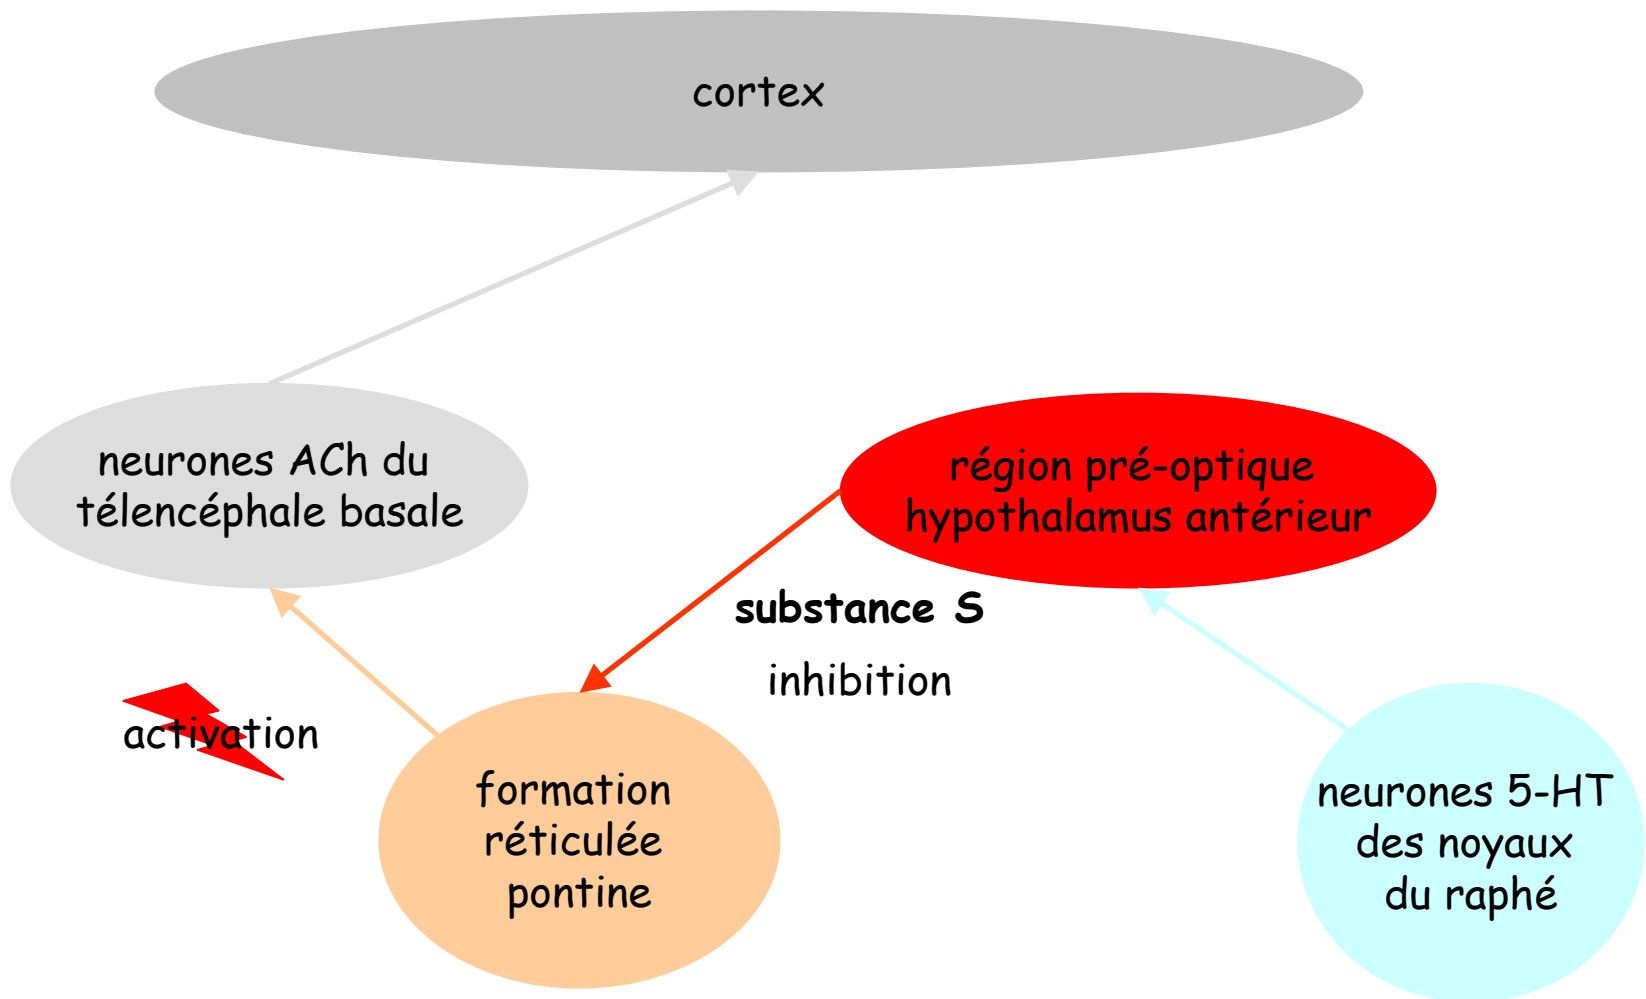 cortex
neurones ACh du
télencéphale basale
région pré-optique
hypothalamus antérieur
substance S
inhibition
activation
formation
réticulée
pontine
neurones 5-HT
des noyaux
du raphé